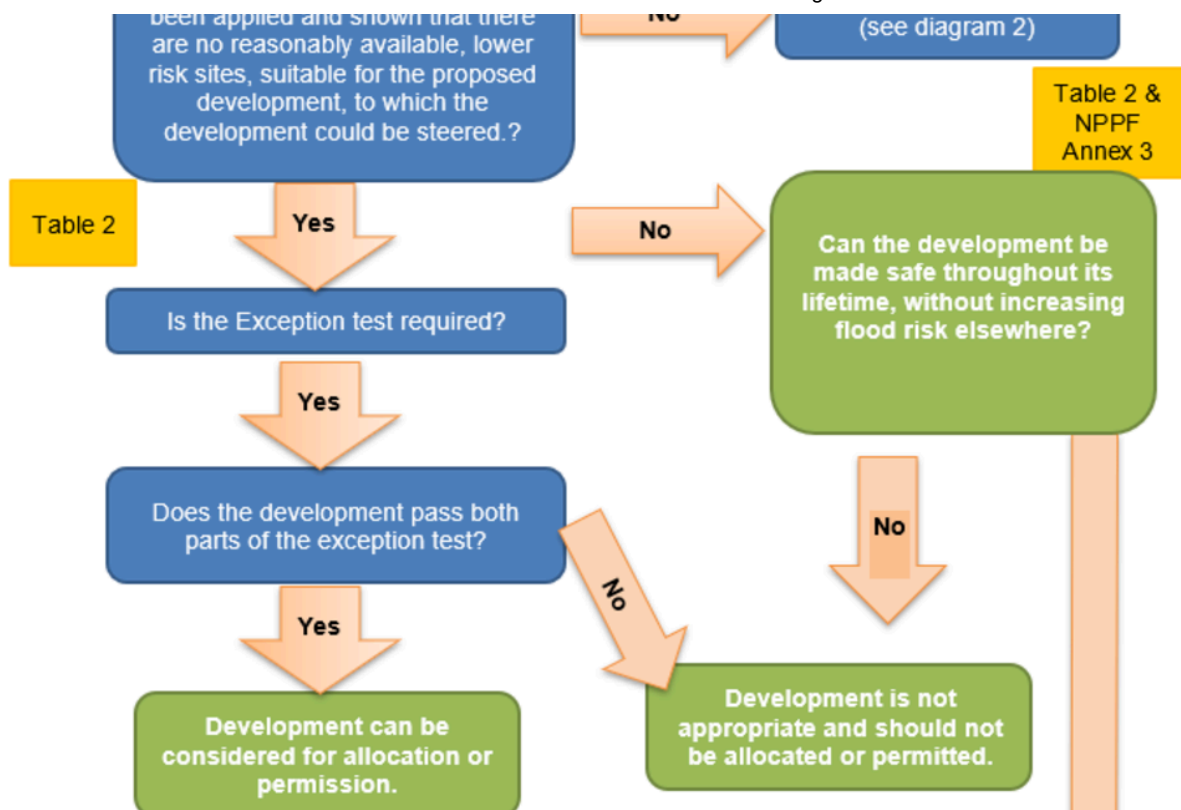 been applied and shown that there
are no reasonably available, lower
risk sites, suitable for the proposed
development, to which the
development could be steered.?
No
(see diagram 2)
Table 2 &
NPPF
Annex 3
Table 2
Yes
No
Can the development be
made safe throughout its
lifetime, without increasing
flood risk elsewhere?
Is the Exception test required?
Yes
Does the development pass both
parts of the exception test?
No
No
Yes
Development can be
considered for allocation or
permission.
Development is not
appropriate and should not
be allocated or permitted.